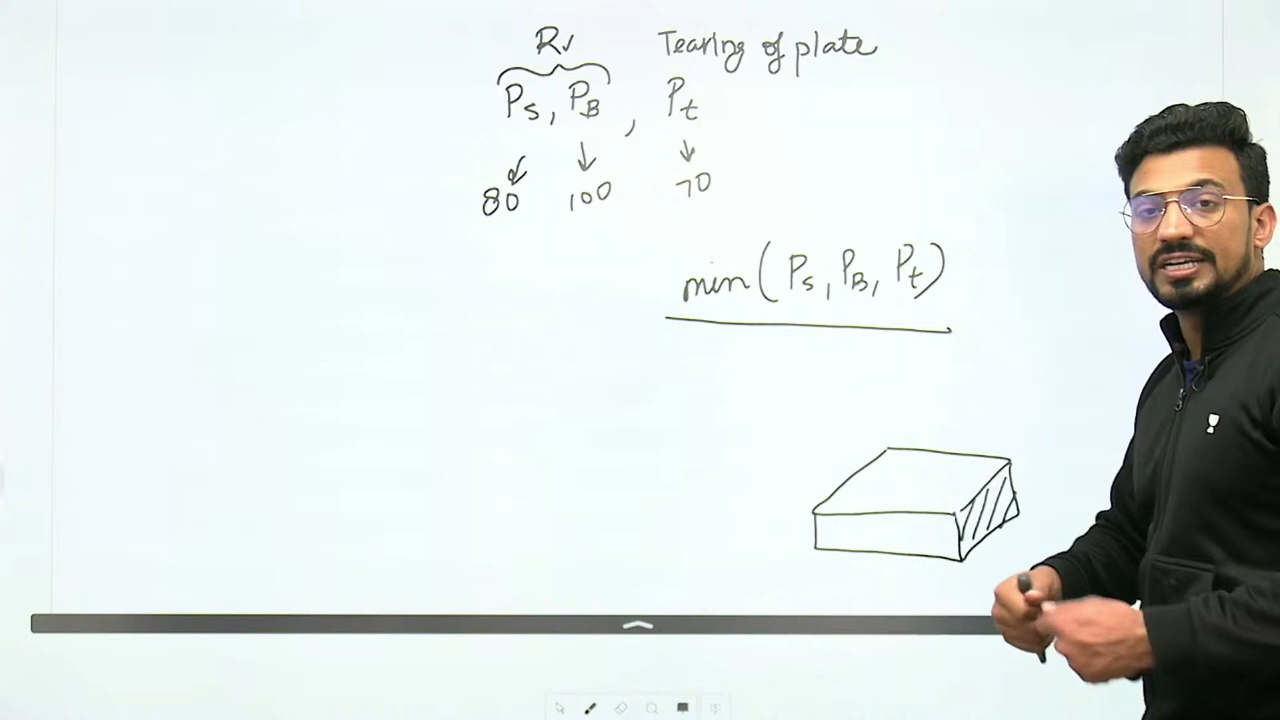 Rv Tearing of plate
Ps, PB, Pt
80 100 70
min(Ps, PB, Pt)